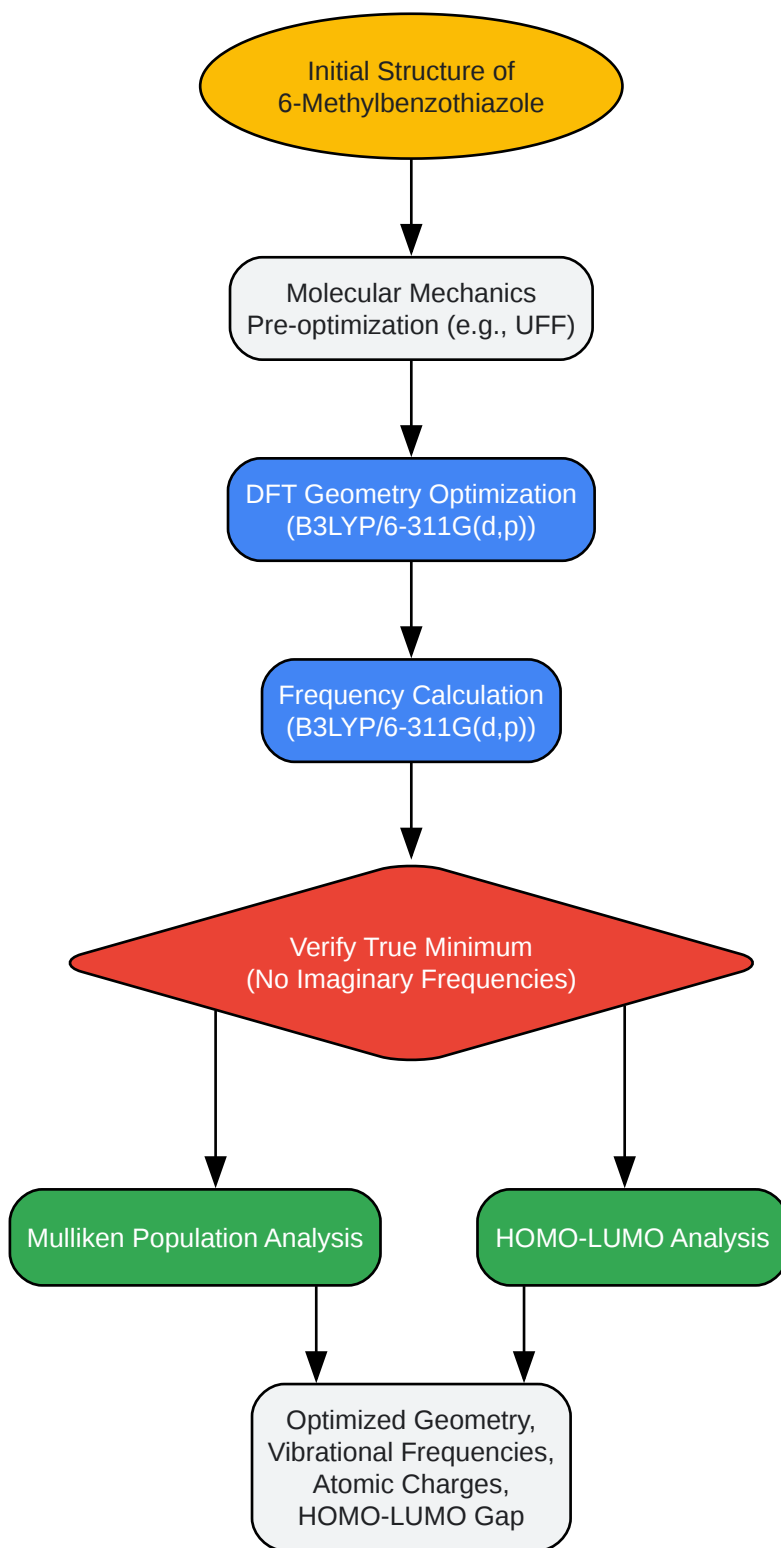 Initial Structure of
6-Methylbenzothiazole
Molecular Mechanics
Pre-optimization (e.g., UFF)
DFT Geometry Optimization
(B3LYP/6-311G(d,p))
Frequency Calculation
(B3LYP/6-311G(d,p))
Verify True Minimum
(No Imaginary Frequencies)
Mulliken Population Analysis
HOMO-LUMO Analysis
Optimized Geometry,
Vibrational Frequencies,
Atomic Charges,
HOMO-LUMO Gap